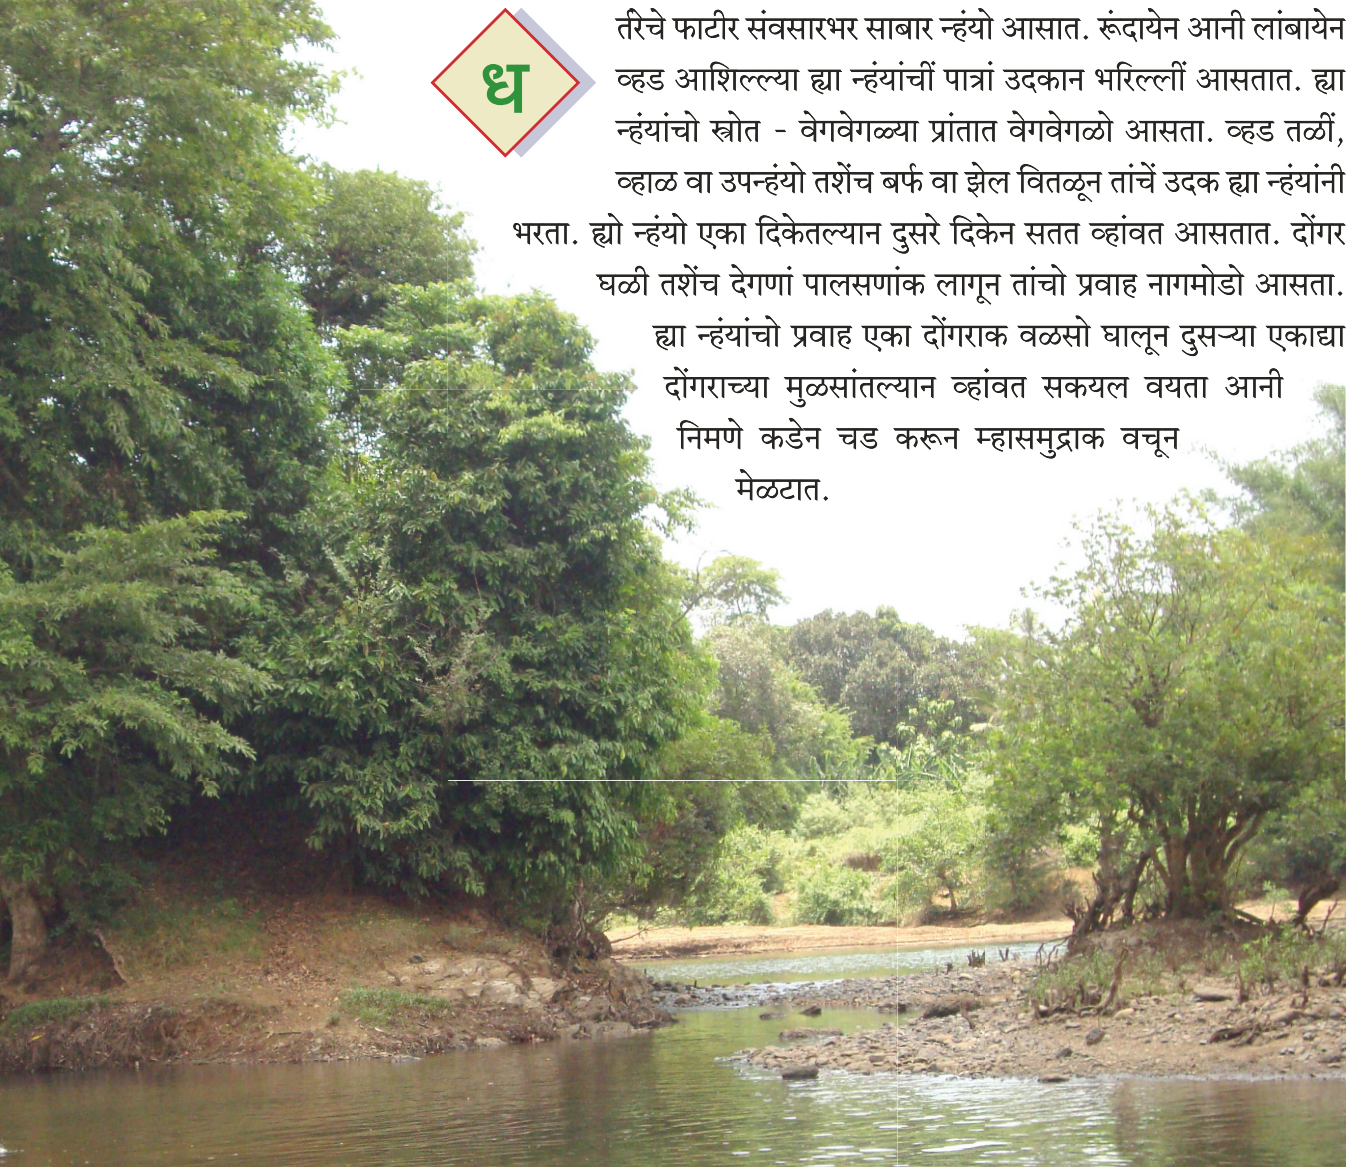 ध
र्तरेचे फाटीर संवसारभर साबार न्हंयो आसात. रूंदायेन आनी लांबायेन
व्हड आशिल्ल्या ह्या न्हंयांचीं पात्रां उदकान भरिल्लीं आसतात. ह्या
न्हंयांचो स्त्रोत - वेगवेगळ्या प्रांतात वेगवेगळो आसता. व्हड तळीं,
व्हाळ वा उपन्हंयो तशेंच बर्फ वा झेल वितळून तांचें उदक ह्या न्हंयांनी
भरता. ह्यो न्हंयो एका दिकेतल्यान दुसरे दिकेन सतत व्हांवत आसतात. दोंगर
घळी तशेंच देगणां पालसणांक लागून तांचो प्रवाह नागमोडो आसता.
ह्या न्हंयांचो प्रवाह एका दोंगराक वळसो घालून दुसऱ्या एकाद्या
दोंगराच्या मुळसांतल्यान व्हांवत सकयल वयता आनी
निमणे कडेन चड करून म्हासमुद्राक वचून
मेळटात.